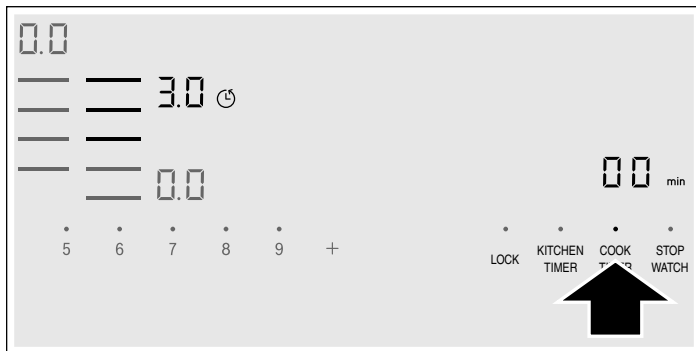 0.0
3.0
00 min
0.0
5 6 7 8 9 +
LOCK
KITCHEN TIMER
COOK
STOP WATCH